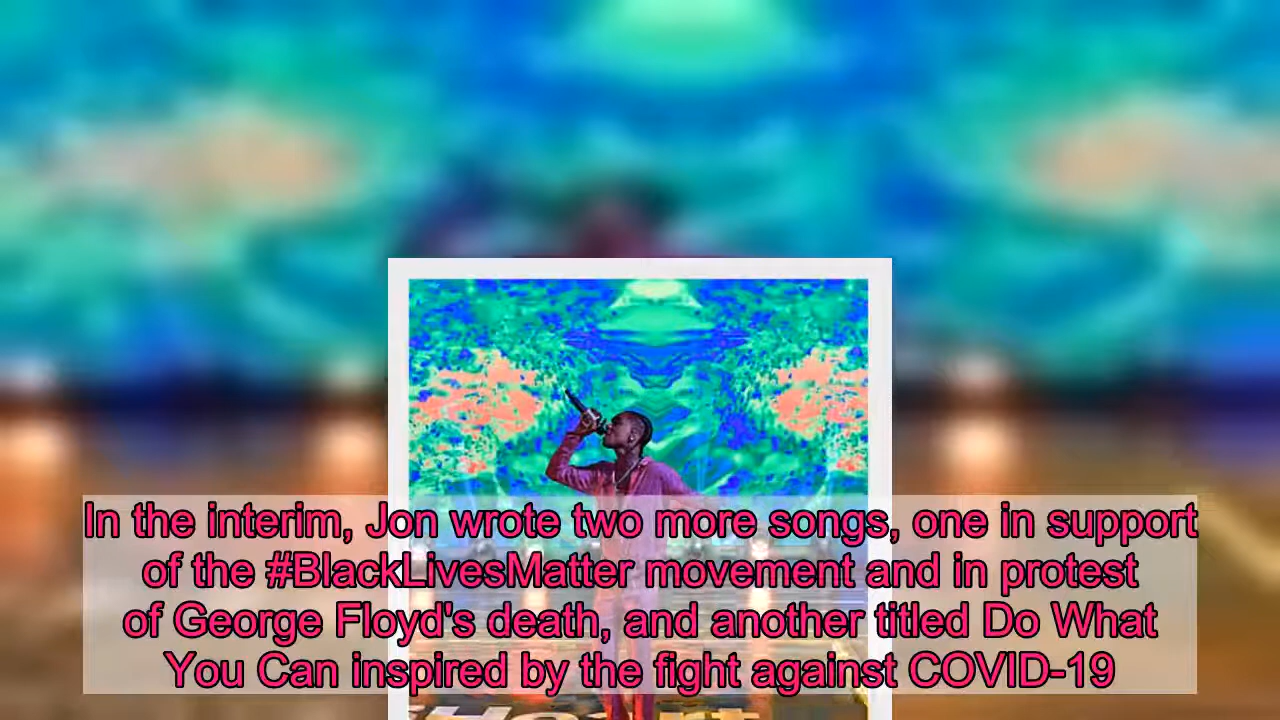 In the interim, Jon wrote two more songs, one in support
of the #BlackLivesMatter movement and in protest
of George Floyd's death, and another titled Do What
You Can inspired by the fight against COVID-19